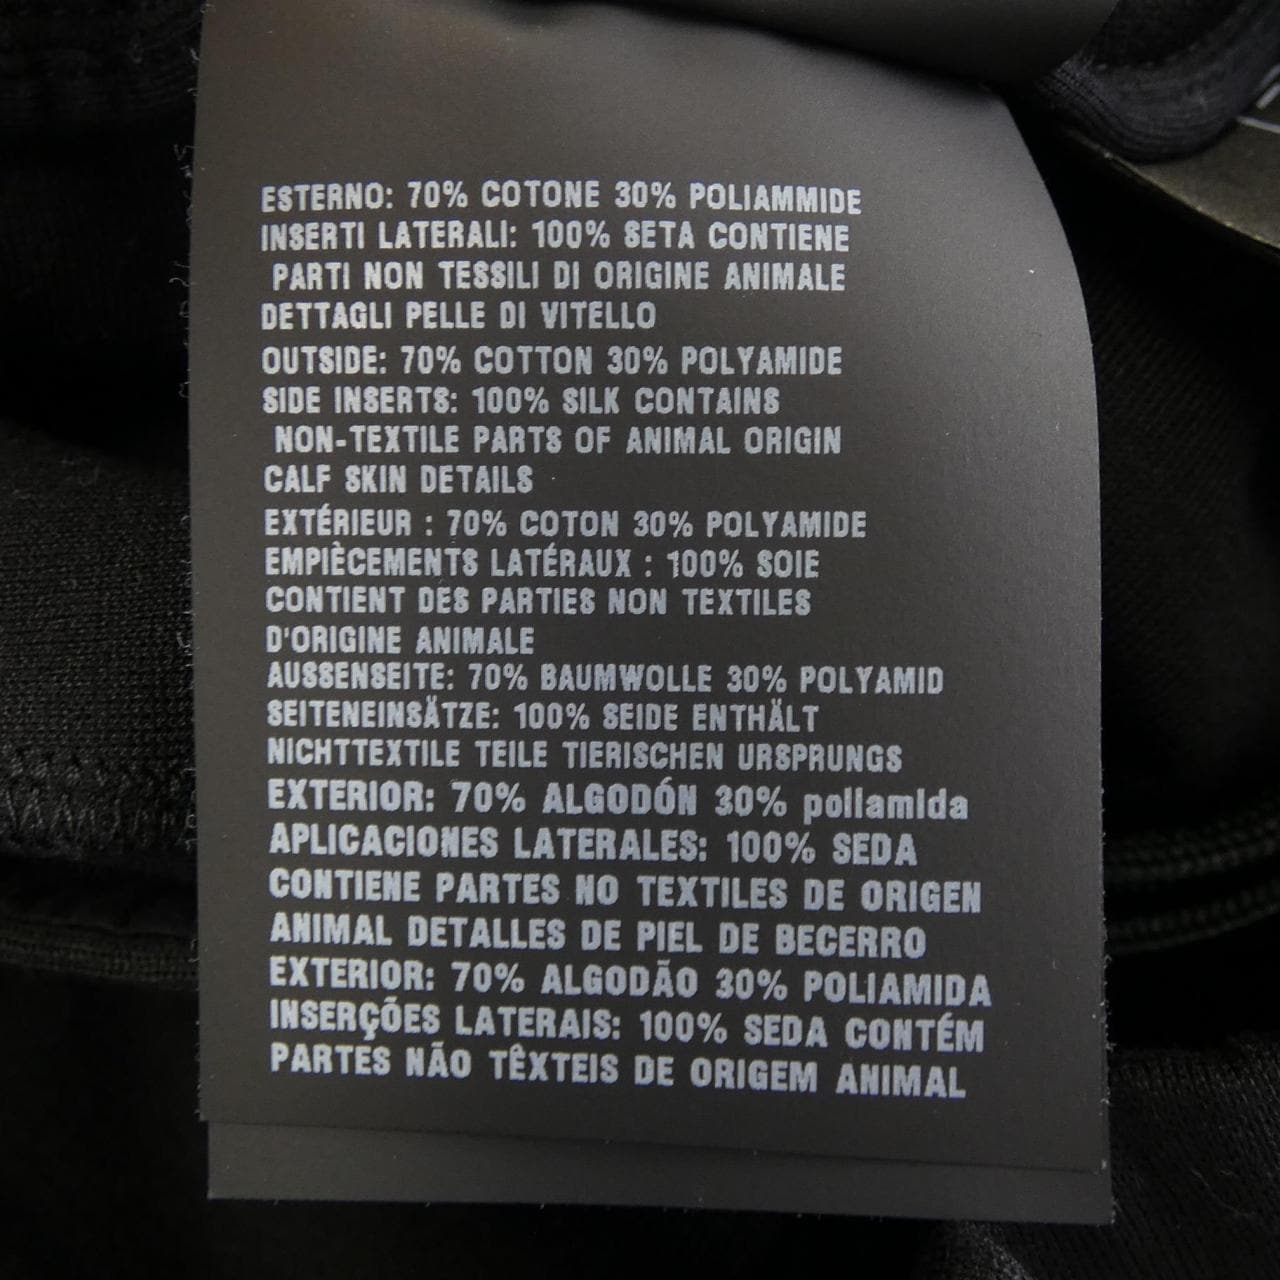 ESTERNO: 70% COTONE 30% POLIAMMIDE
INSERTI LATERALI: 100% SETA CONTIENE
PARTI NON TESSILI DI ORIGINE ANIMALE
DETTAGLI PELLE DI VITELLO
OUTSIDE: 70% COTTON 30% POLYAMIDE
SIDE INSERTS: 100% SILK CONTAINS
NON-TEXTILE PARTS OF ANIMAL ORIGIN
CALF SKIN DETAILS
EXTÉRIEUR : 70% COTON 30% POLYAMIDE
EMPIÈCEMENTS LATÉRAUX : 100% SOIE
CONTIENT DES PARTIES NON TEXTILES
D'ORIGINE ANIMALE
AUSSENSEITE: 70% BAUMWOLLE 30% POLYAMID
SEITENEINSÄTZE: 100% SEIDE ENTHÄLT
NICHTTEXTILE TEILE TIERISCHEN URSPRUNGS
EXTERIOR: 70% ALGODÓN 30% poliamida
APLICACIONES LATERALES: 100% SEDA
CONTIENE PARTES NO TEXTILES DE ORIGEN
ANIMAL DETALLES DE PIEL DE BECERRO
EXTERIOR: 70% ALGODÃO 30% POLIAMIDA
INSERÇÕES LATERAIS: 100% SEDA CONTÉM
PARTES NÃO TÊXTEIS DE ORIGEM ANIMAL